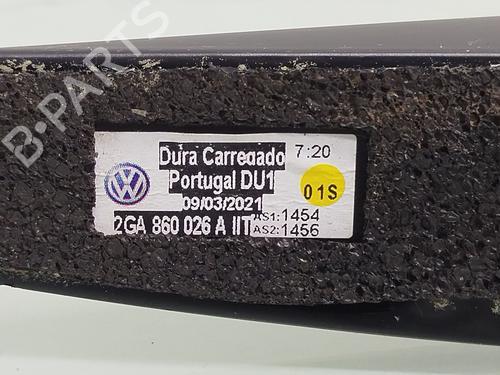 B-PARTS
Dura Carregado 7:20
Portugal DU1 01S
09/03/2021
2GA 860 026 A IIT AS1:1454
AS2:1456